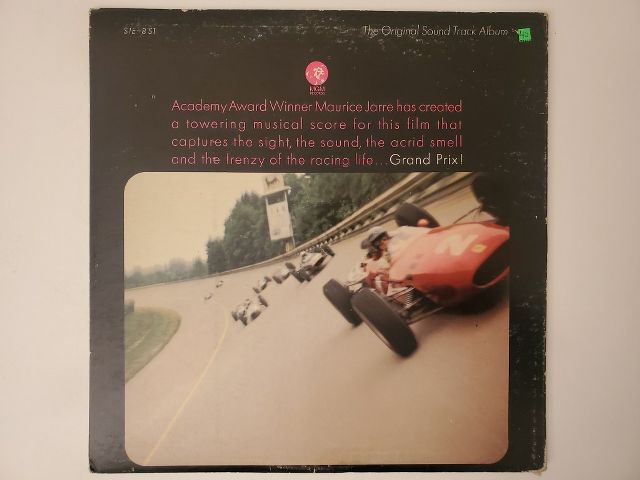 S1E-8 ST
The Original Sound Track Album
MGM
RECORDS
Academy Award Winner Maurice Jarre has created
a towering musical score for this film that
captures the sight, the sound, the acrid smell
and the frenzy of the racing life...Grand Prix!